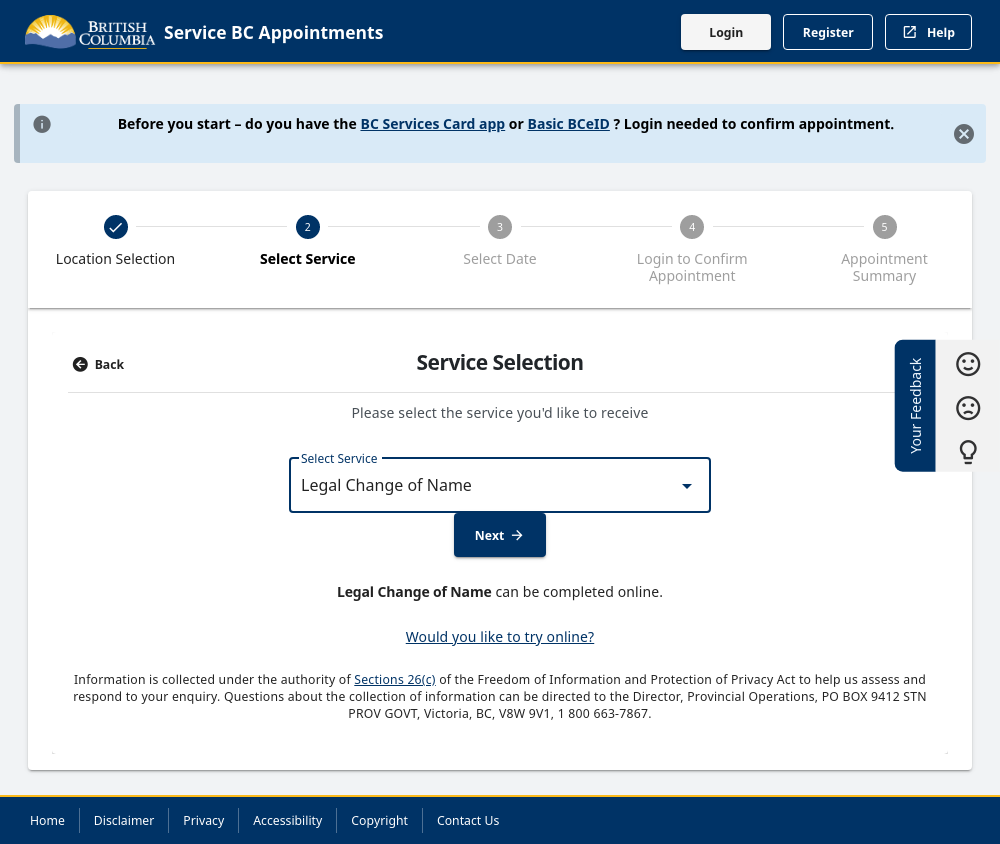 BRITISH
COLUMBIA
Service BC Appointments
Login
Register
Help
Before you start – do you have the BC Services Card app or Basic BCeID ? Login needed to confirm appointment.
Location Selection
2
Select Service
3
Select Date
4
Login to Confirm
Appointment
5
Appointment
Summary
Back
Service Selection
Your Feedback
Please select the service you'd like to receive
Select Service
Legal Change of Name
Next
Legal Change of Name can be completed online.
Would you like to try online?
Information is collected under the authority of Sections 26(c) of the Freedom of Information and Protection of Privacy Act to help us assess and
respond to your enquiry. Questions about the collection of information can be directed to the Director, Provincial Operations, PO BOX 9412 STN
PROV GOVT, Victoria, BC, V8W 9V1, 1 800 663-7867.
Home
Disclaimer
Privacy
Accessibility
Copyright
Contact Us